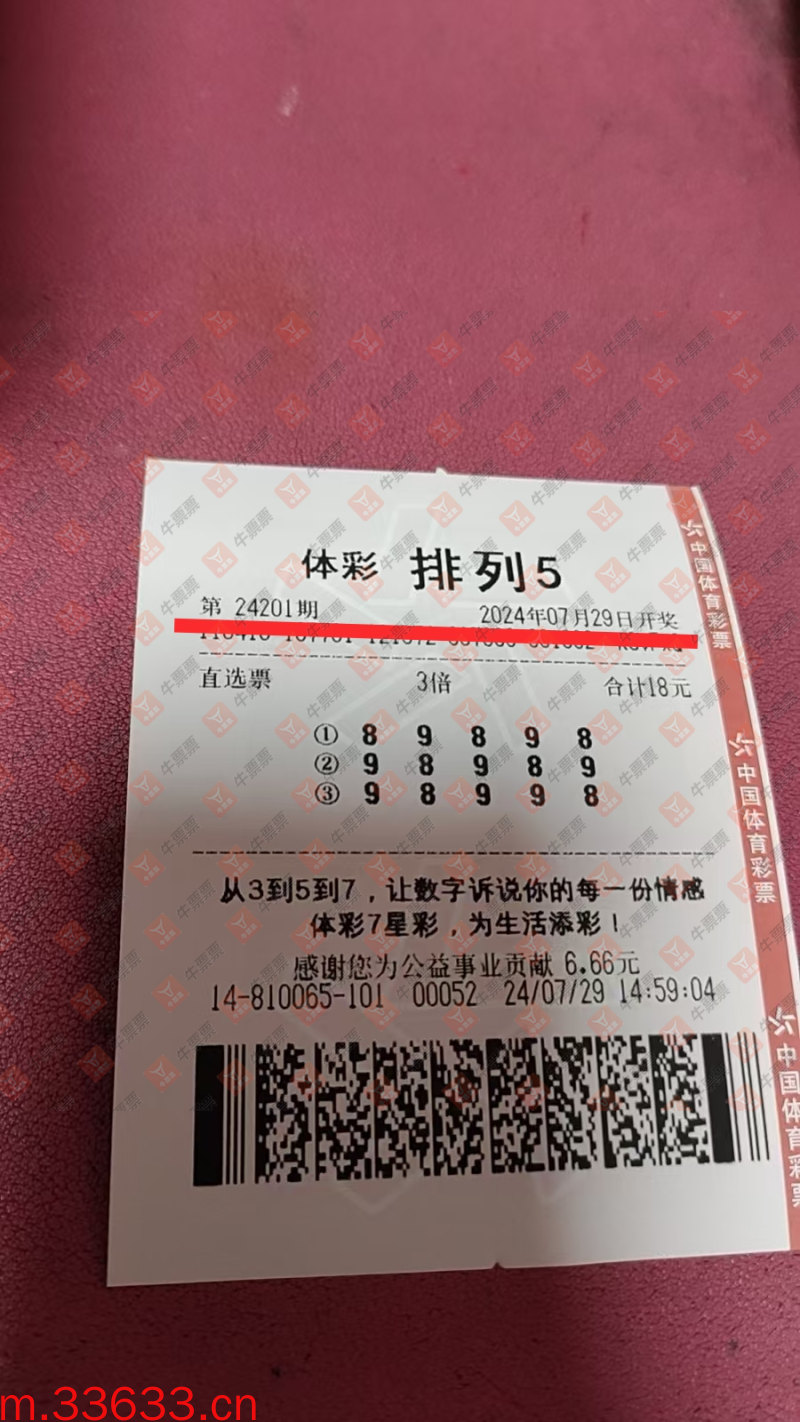 体彩 排列5
第 24201期 2024年07月29日开奖
直选票 3倍 合计18元
① 8 9 8 9 8
② 9 8 9 8 9
③ 9 8 9 9 8
从3到5到7，让数字诉说你的每一份情感
体彩7星彩，为生活添彩！
感谢您为公益事业贡献 6.66元
14-810065-101 00052 24/07/29 14:59:04
中国体育彩票
中国体育彩票
中国体育彩票
牛票票
m.33633.cn